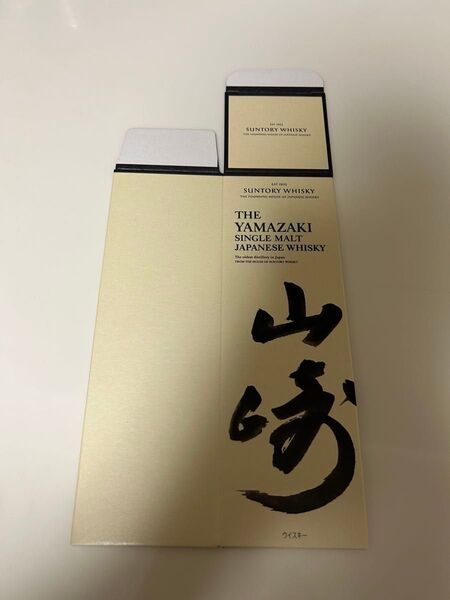 EST 1923
SUNTORY WHISKY
THE FOUNDING HOUSE OF JAPANESE WHISKY
EST 1923
SUNTORY WHISKY
THE FOUNDING HOUSE OF JAPANESE WHISKY
THE
YAMAZAKI
SINGLE MALT
JAPANESE WHISKY
The oldest distillery in Japan
FROM THE HOUSE OF SUNTORY WHISKY
山
崎
ウイスキー